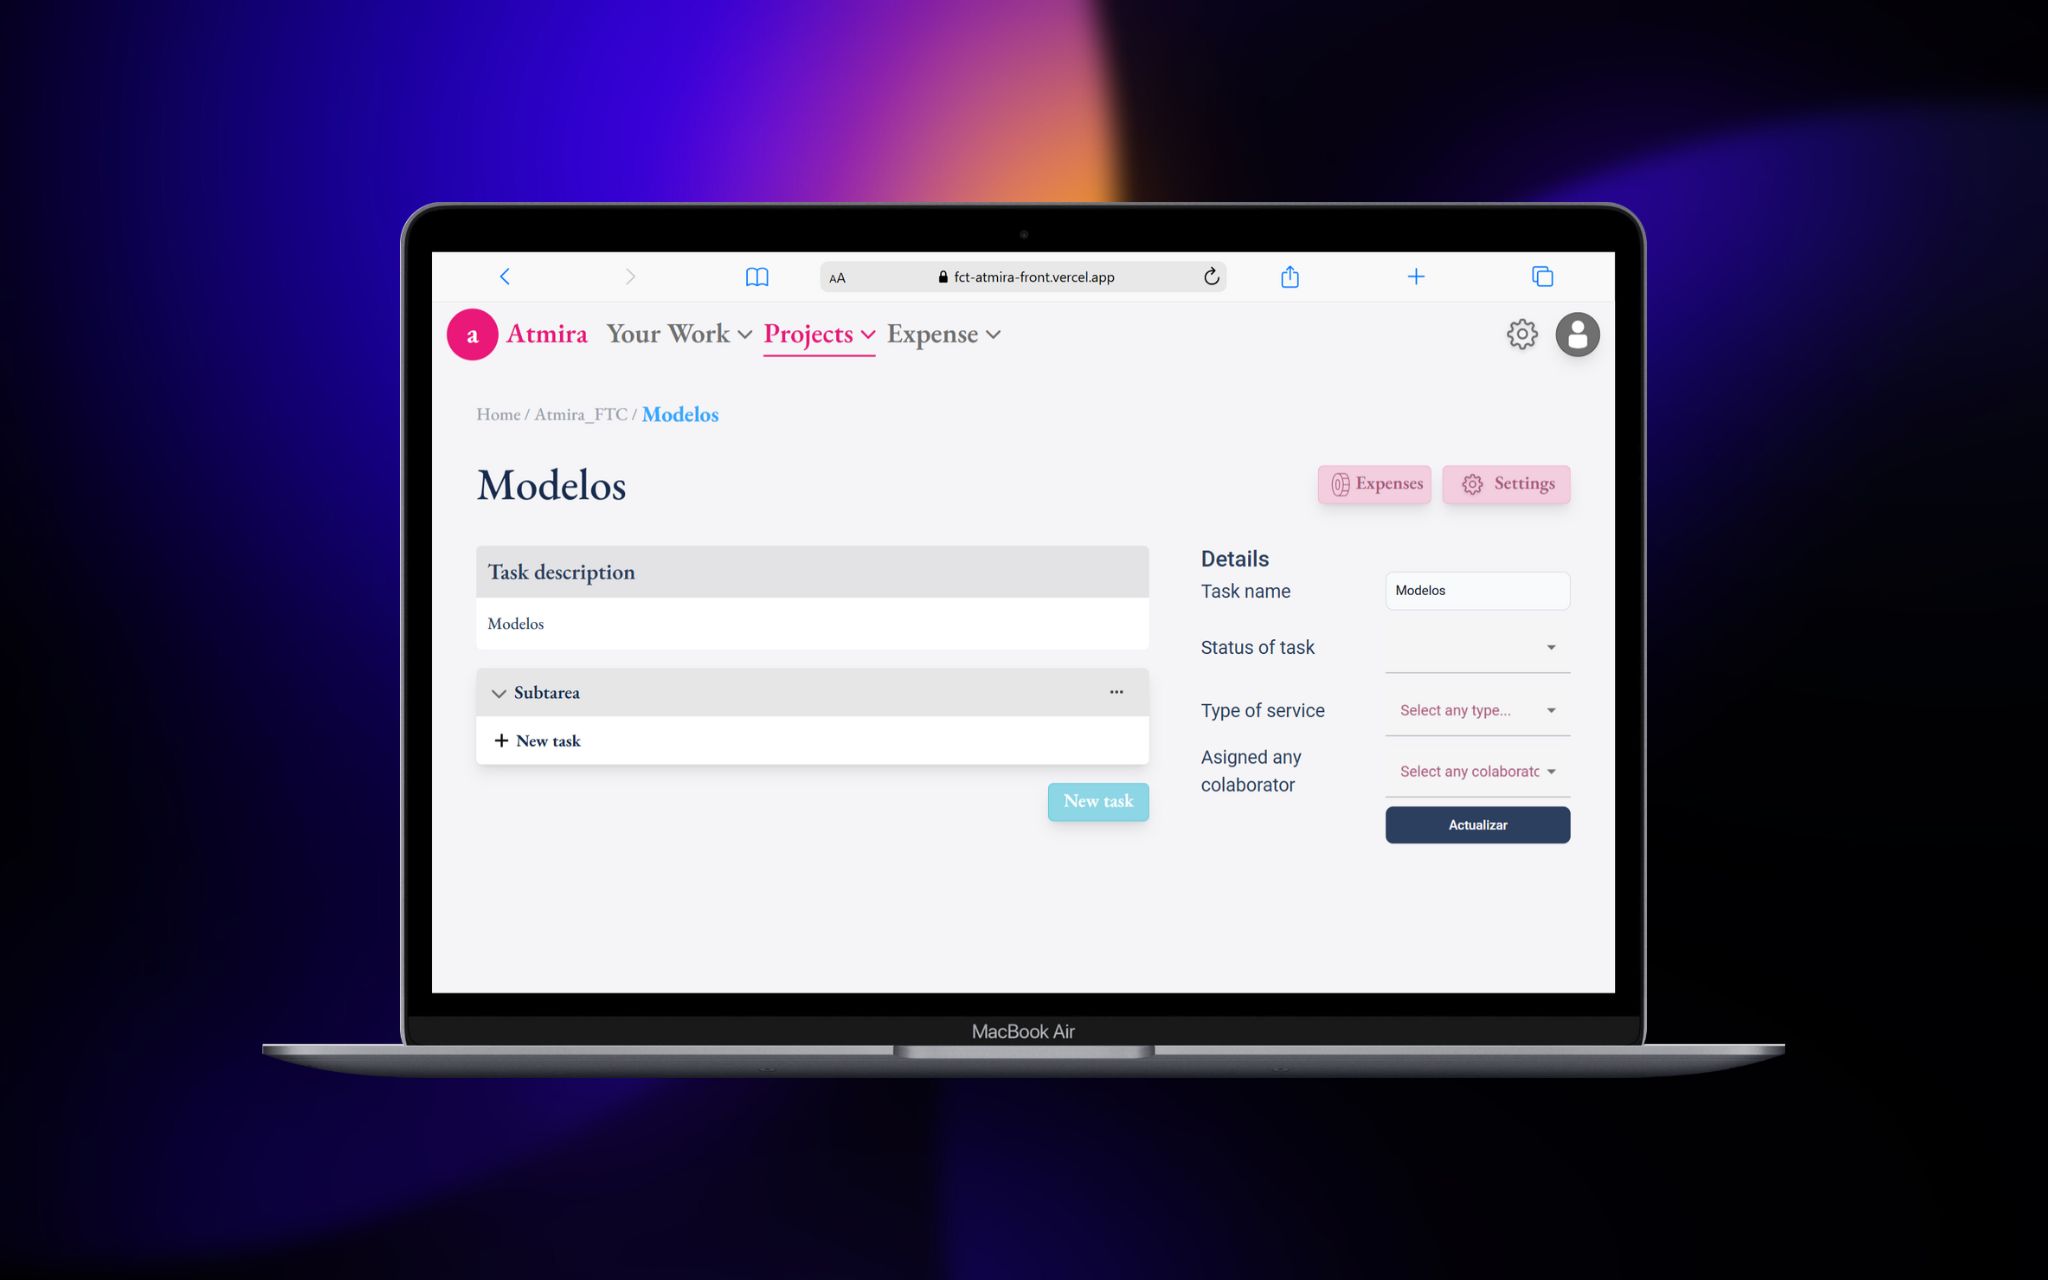 AA fct-atmira-front.vercel.app
a Atmira Your Work Projects Expense
Home / Atmira_FTC / Modelos
Modelos
Expenses Settings
Task description
Modelos
Subtarea ...
+ New task
New task
Details
Task name Modelos
Status of task
Type of service Select any type...
Asigned any
colaborator
Select any colaboratc
Actualizar
MacBook Air